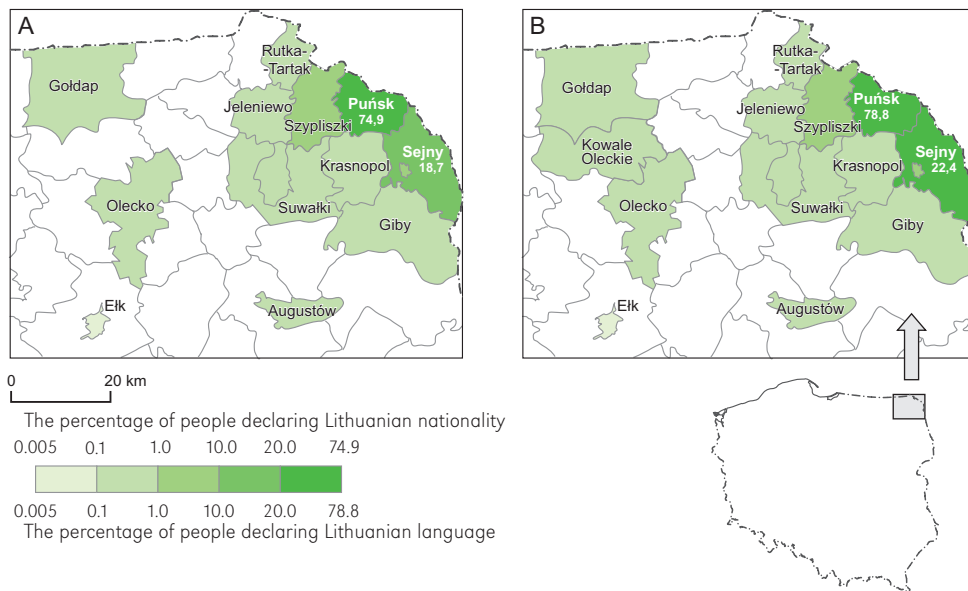 A
Gołdap
Rutka-
-Tartak
Jeleniewo
Puńsk
74,9
Szypliszki
Sejny
18,7
Krasnopol
Olecko
Suwałki
Giby
Ełk
Augustów
B
Gołdap
Rutka-
-Tartak
Jeleniewo
Puńsk
78,8
Szypliszki
Kowale
Oleckie
Sejny
22,4
Krasnopol
Olecko
Suwałki
Giby
Ełk
Augustów
0 20 km
The percentage of people declaring Lithuanian nationality
0.005 0.1 1.0 10.0 20.0 74.9
0.005 0.1 1.0 10.0 20.0 78.8
The percentage of people declaring Lithuanian language